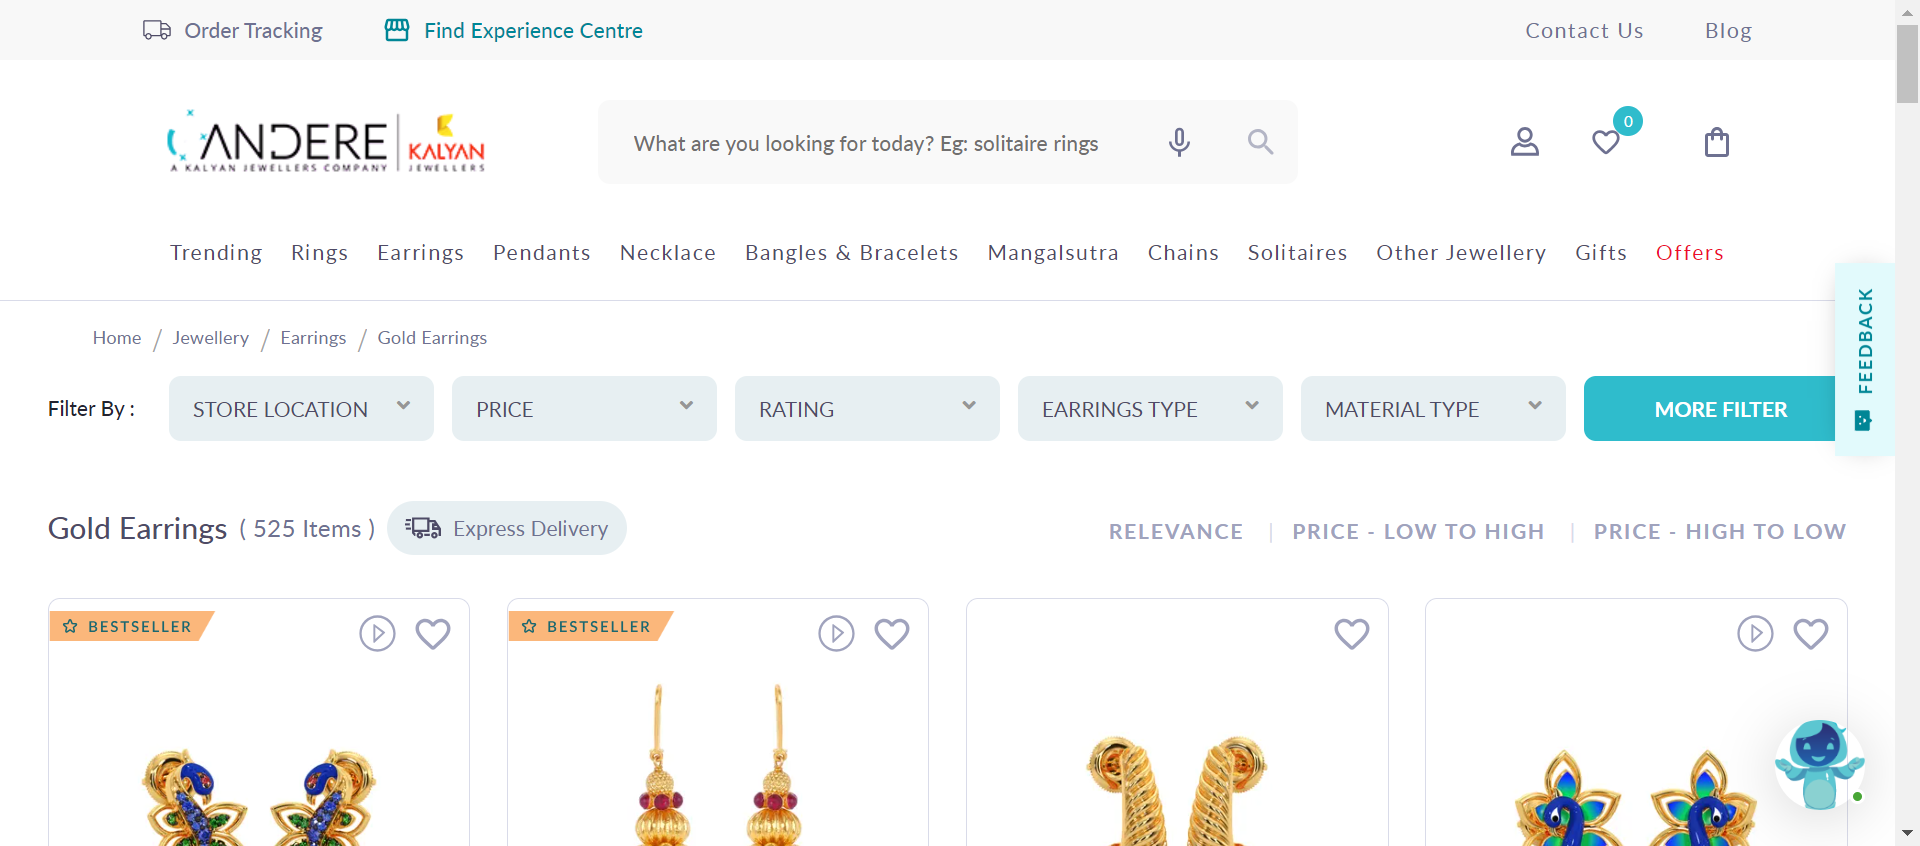 Order Tracking
Find Experience Centre
Contact Us
Blog
CANDERE
A KALYAN JEWELLERS COMPANY
KALYAN
JEWELLERS
What are you looking for today? Eg: solitaire rings
0
Trending
Rings
Earrings
Pendants
Necklace
Bangles & Bracelets
Mangalsutra
Chains
Solitaires
Other Jewellery
Gifts
Offers
FEEDBACK
Home / Jewellery / Earrings / Gold Earrings
Filter By :
STORE LOCATION
PRICE
RATING
EARRINGS TYPE
MATERIAL TYPE
MORE FILTER
Gold Earrings ( 525 Items )
Express Delivery
RELEVANCE | PRICE - LOW TO HIGH | PRICE - HIGH TO LOW
BESTSELLER
BESTSELLER